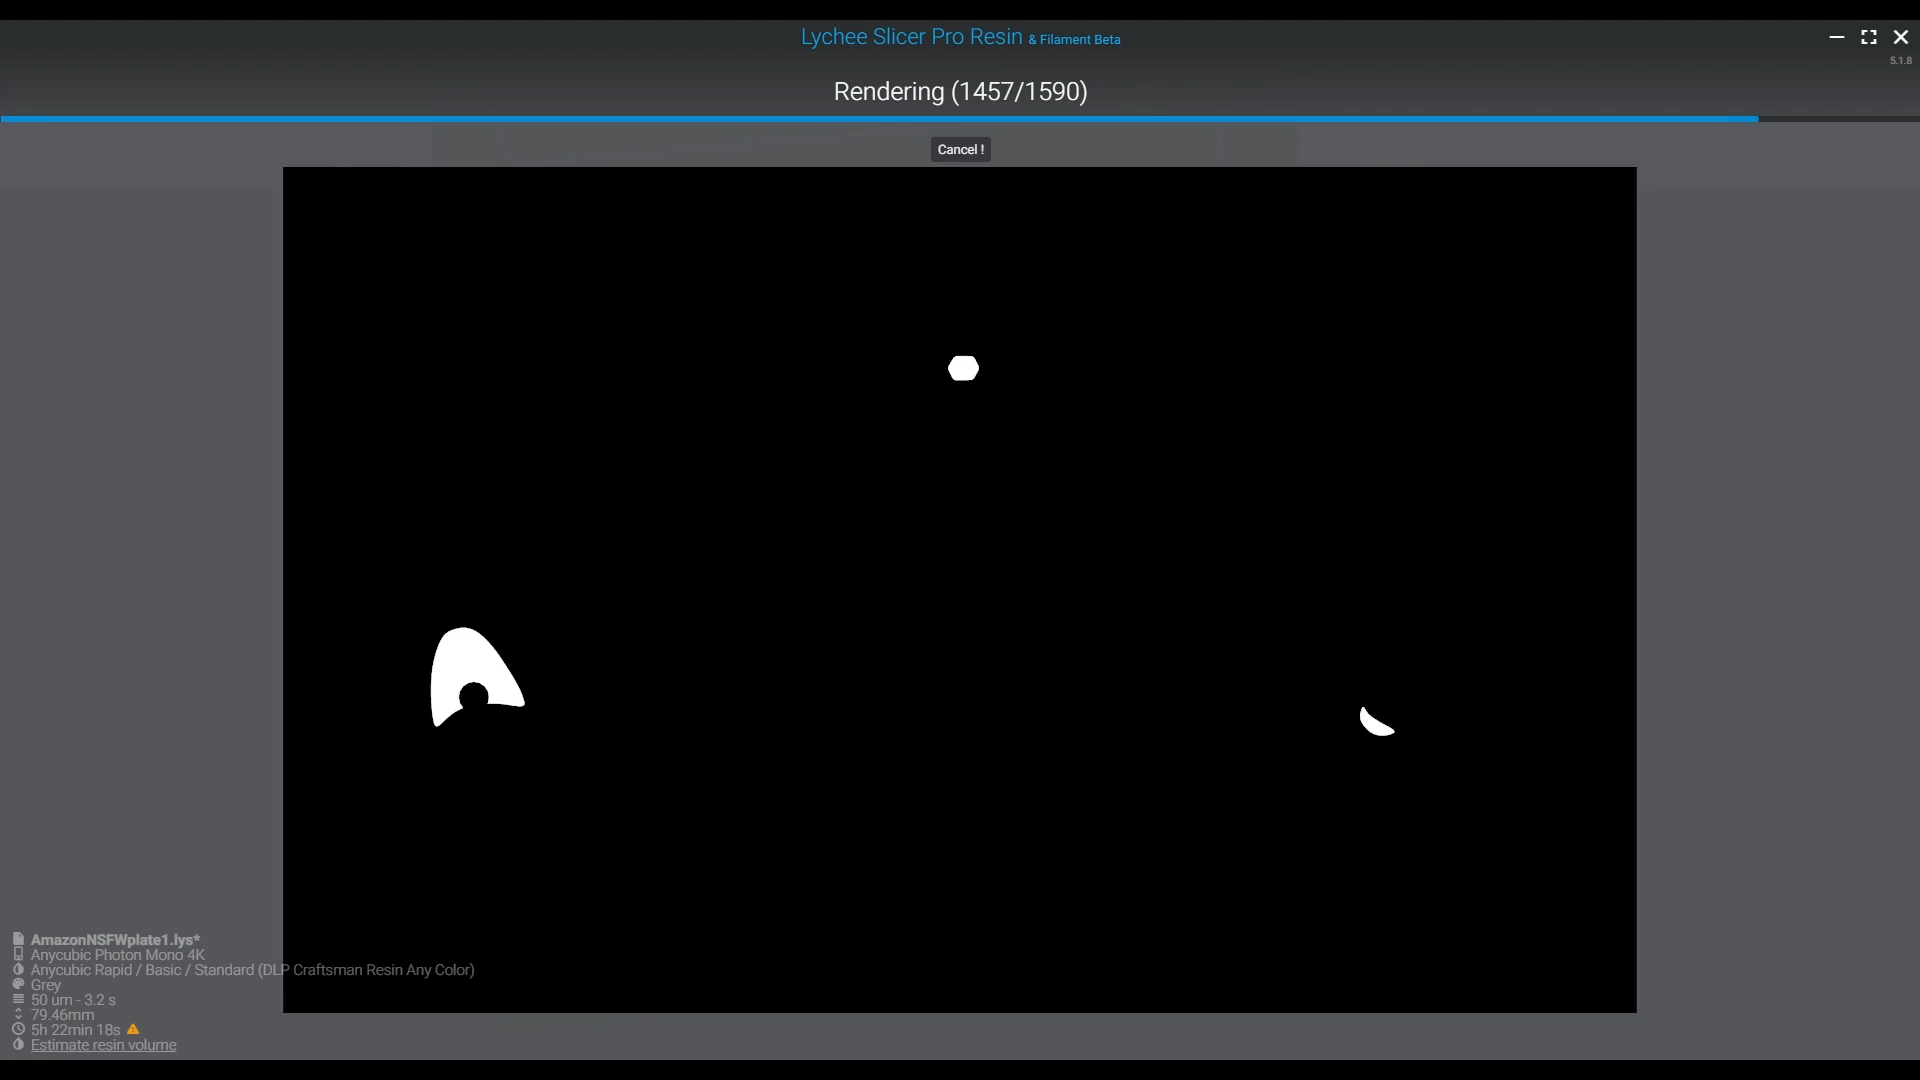 Lychee Slicer Pro Resin & Filament Beta
5.1.8
Rendering (1457/1590)
Cancel !
AmazonNSFWplate1.lys*
Anycubic Photon Mono 4K
Anycubic Rapid / Basic / Standard (DLP Craftsman Resin Any Color)
Grey
50 um - 3.2 s
79.46mm
5h 22min 18s
Estimate resin volume